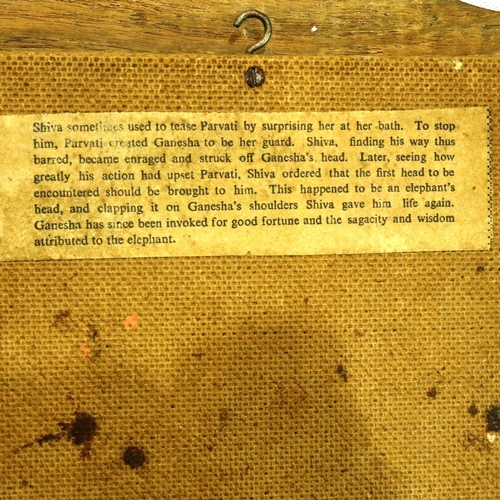 Shiva sometimes used to tease Parvati by surprising her at her bath. To stop
him, Parvati created Ganesha to be her guard. Shiva, finding his way thus
barred, became enraged and struck off Ganesha's head. Later, seeing how
greatly his action had upset Parvati, Shiva ordered that the first head to be
encountered should be brought to him. This happened to be an elephant's
head, and clapping it on Ganesha's shoulders Shiva gave him life again.
Ganesha has since been invoked for good fortune and the sagacity and wisdom
attributed to the elephant.